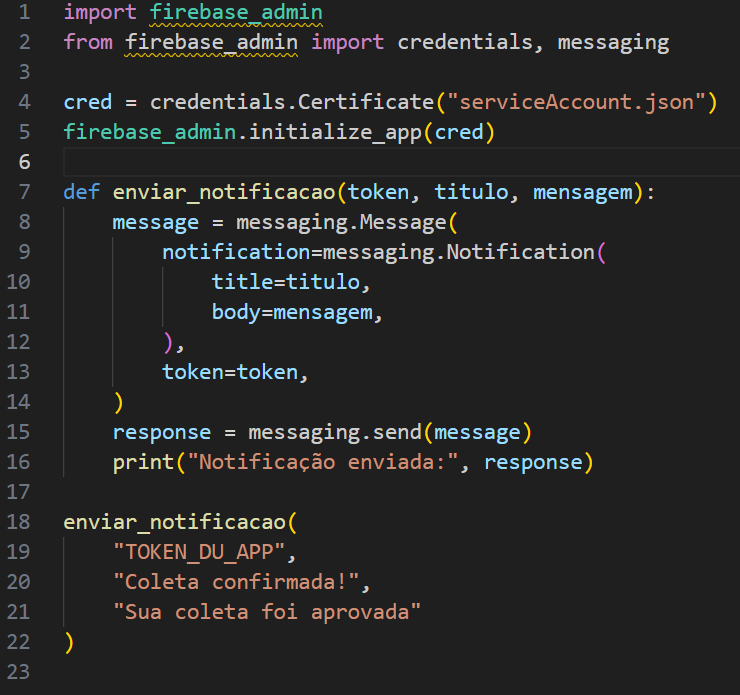 1 import firebase_admin
2 from firebase_admin import credentials, messaging
3
4 cred = credentials.Certificate("serviceAccount.json")
5 firebase_admin.initialize_app(cred)
6
7 def enviar_notificacao(token, titulo, mensagem):
8     message = messaging.Message(
9         notification=messaging.Notification(
10             title=titulo,
11             body=mensagem,
12         ),
13         token=token,
14     )
15     response = messaging.send(message)
16     print("Notificação enviada:", response)
17
18 enviar_notificacao(
19     "TOKEN_DU_APP",
20     "Coleta confirmada!",
21     "Sua coleta foi aprovada"
22 )
23